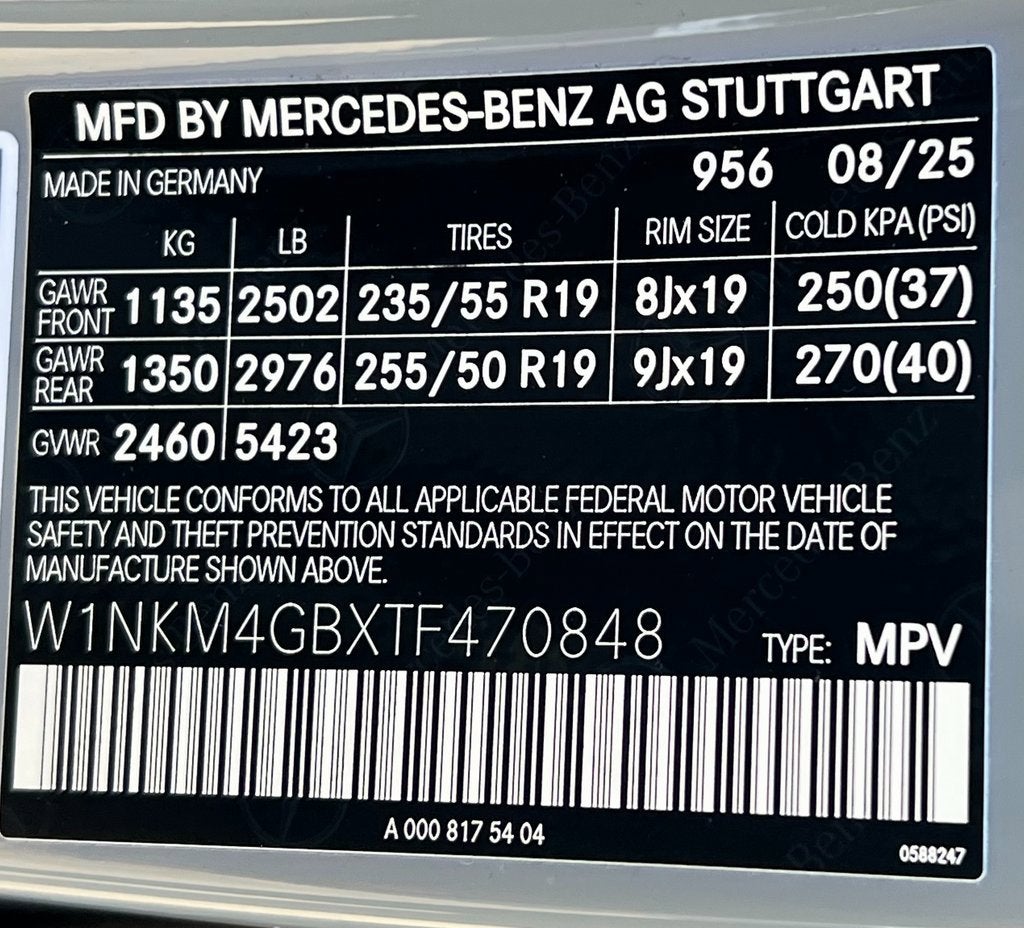 MFD BY MERCEDES-BENZ AG STUTTGART
MADE IN GERMANY 956 08/25
KG LB TIRES RIM SIZE COLD KPA (PSI)
GAWR FRONT 1135 2502 235/55 R19 8Jx19 250(37)
GAWR REAR 1350 2976 255/50 R19 9Jx19 270(40)
GVWR 2460 5423
THIS VEHICLE CONFORMS TO ALL APPLICABLE FEDERAL MOTOR VEHICLE
SAFETY AND THEFT PREVENTION STANDARDS IN EFFECT ON THE DATE OF
MANUFACTURE SHOWN ABOVE.
W1NKM4GBXTF470848 TYPE: MPV
A 000 817 54 04
0588247